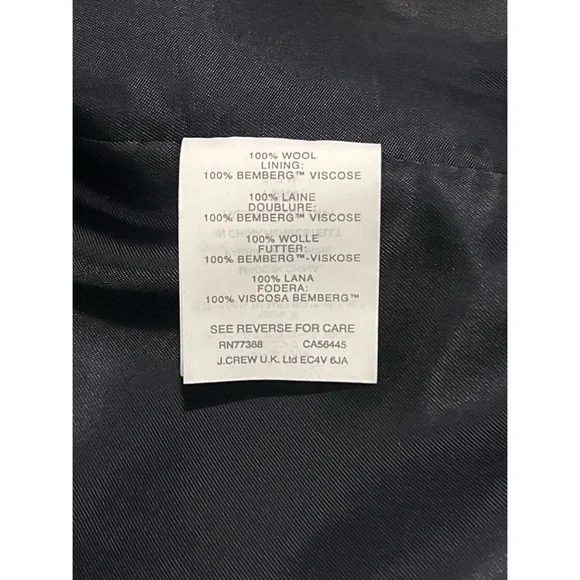 100% WOOL
LINING:
100% BEMBERG™ VISCOSE
100% LAINE
DOUBLURE:
100% BEMBERG™ VISCOSE
100% WOLLE
FUTTER:
100% BEMBERG™-VISKOSE
100% LANA
FODERA:
100% VISCOSA BEMBERG™
SEE REVERSE FOR CARE
RN77388 CA56445
J.CREW U.K. Ltd EC4V 6JA